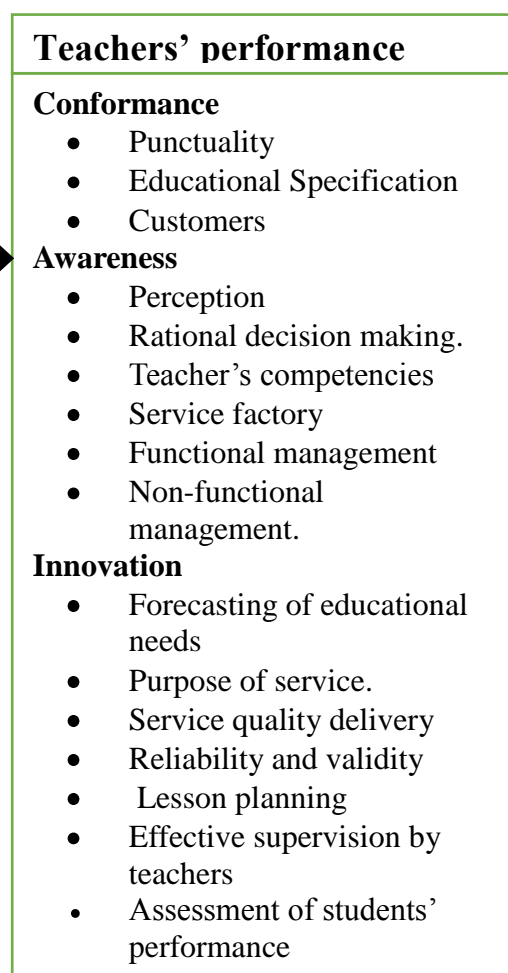 Teachers’ performance
Conformance
• Punctuality
• Educational Specification
• Customers
Awareness
• Perception
• Rational decision making.
• Teacher’s competencies
• Service factory
• Functional management
• Non-functional
management.
Innovation
• Forecasting of educational
needs
• Purpose of service.
• Service quality delivery
• Reliability and validity
• Lesson planning
• Effective supervision by
teachers
• Assessment of students’
performance